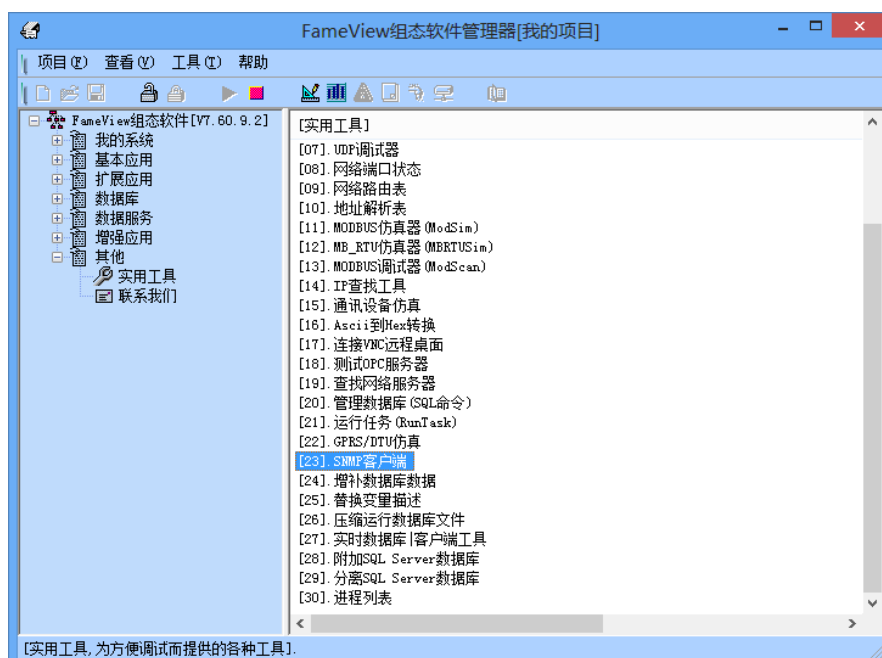 FameView组态软件管理器[我的项目]
项目(F) 查看(V) 工具(T) 帮助
FameView组态软件[V7.60.9.2]
我的系统
基本应用
扩展应用
数据库
数据服务
增强应用
其他
实用工具
联系我们
[实用工具]
[07].UDP调试器
[08].网络端口状态
[09].网络路由表
[10].地址解析表
[11].MODBUS仿真器(ModSim)
[12].MB_RTU仿真器(MBRTUSim)
[13].MODBUS调试器(ModScan)
[14].IP查找工具
[15].通讯设备仿真
[16].Ascii到Hex转换
[17].连接VNC远程桌面
[18].测试OPC服务器
[19].查找网络服务器
[20].管理数据库(SQL命令)
[21].运行任务(RunTask)
[22].GPRS/DTU仿真
[23].SNMP客户端
[24].增补数据库数据
[25].替换变量描述
[26].压缩运行数据库文件
[27].实时数据库|客户端工具
[28].附加SQL Server数据库
[29].分离SQL Server数据库
[30].进程列表
[实用工具,为方便调试而提供的各种工具].